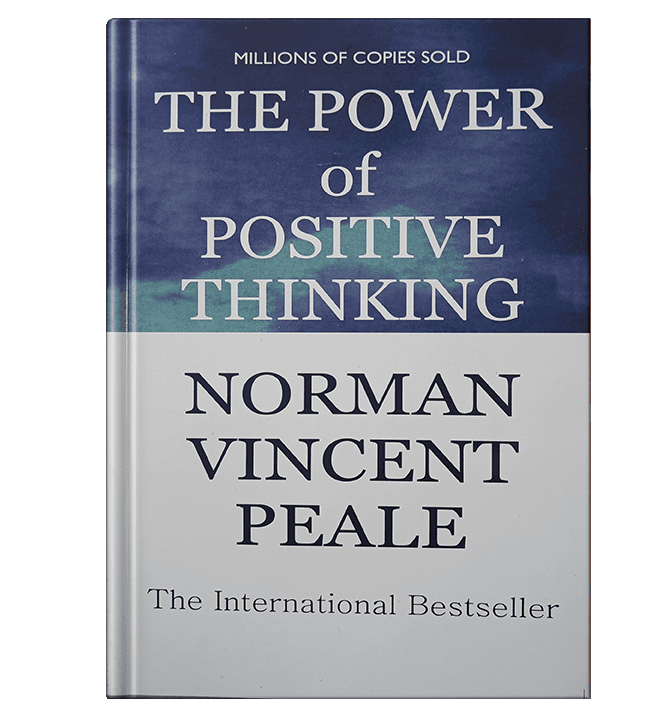 MILLIONS OF COPIES SOLD
THE POWER
of
POSITIVE
THINKING
NORMAN
VINCENT
PEALE
The International Bestseller